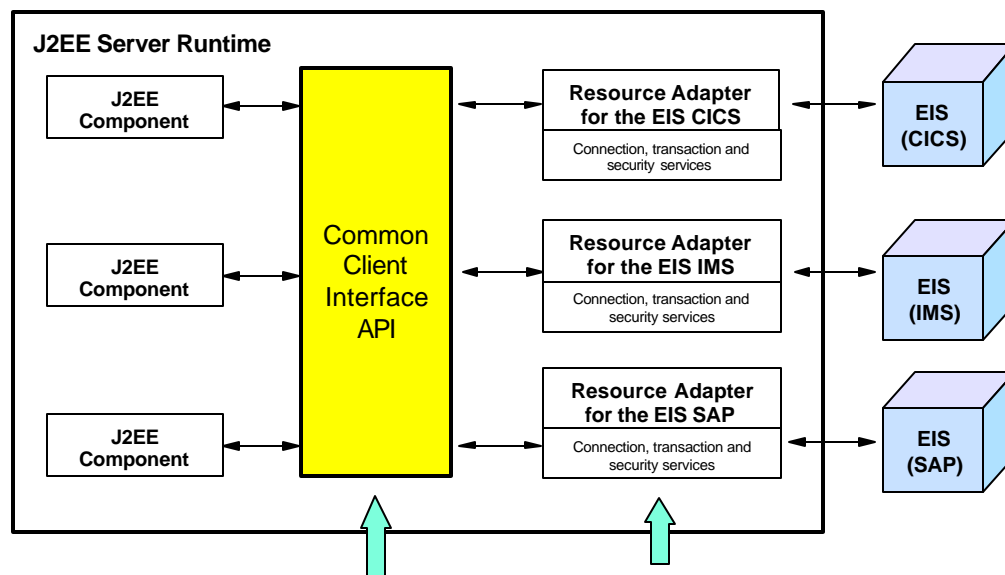 J2EE Server Runtime
J2EE
Component
Resource Adapter
for the EIS CICS
Connection, transaction and
security services
EIS
(CICS)
Common
Client
Interface
API
J2EE
Component
Resource Adapter
for the EIS IMS
Connection, transaction and
security services
EIS
(IMS)
J2EE
Component
Resource Adapter
for the EIS SAP
Connection, transaction and
security services
EIS
(SAP)